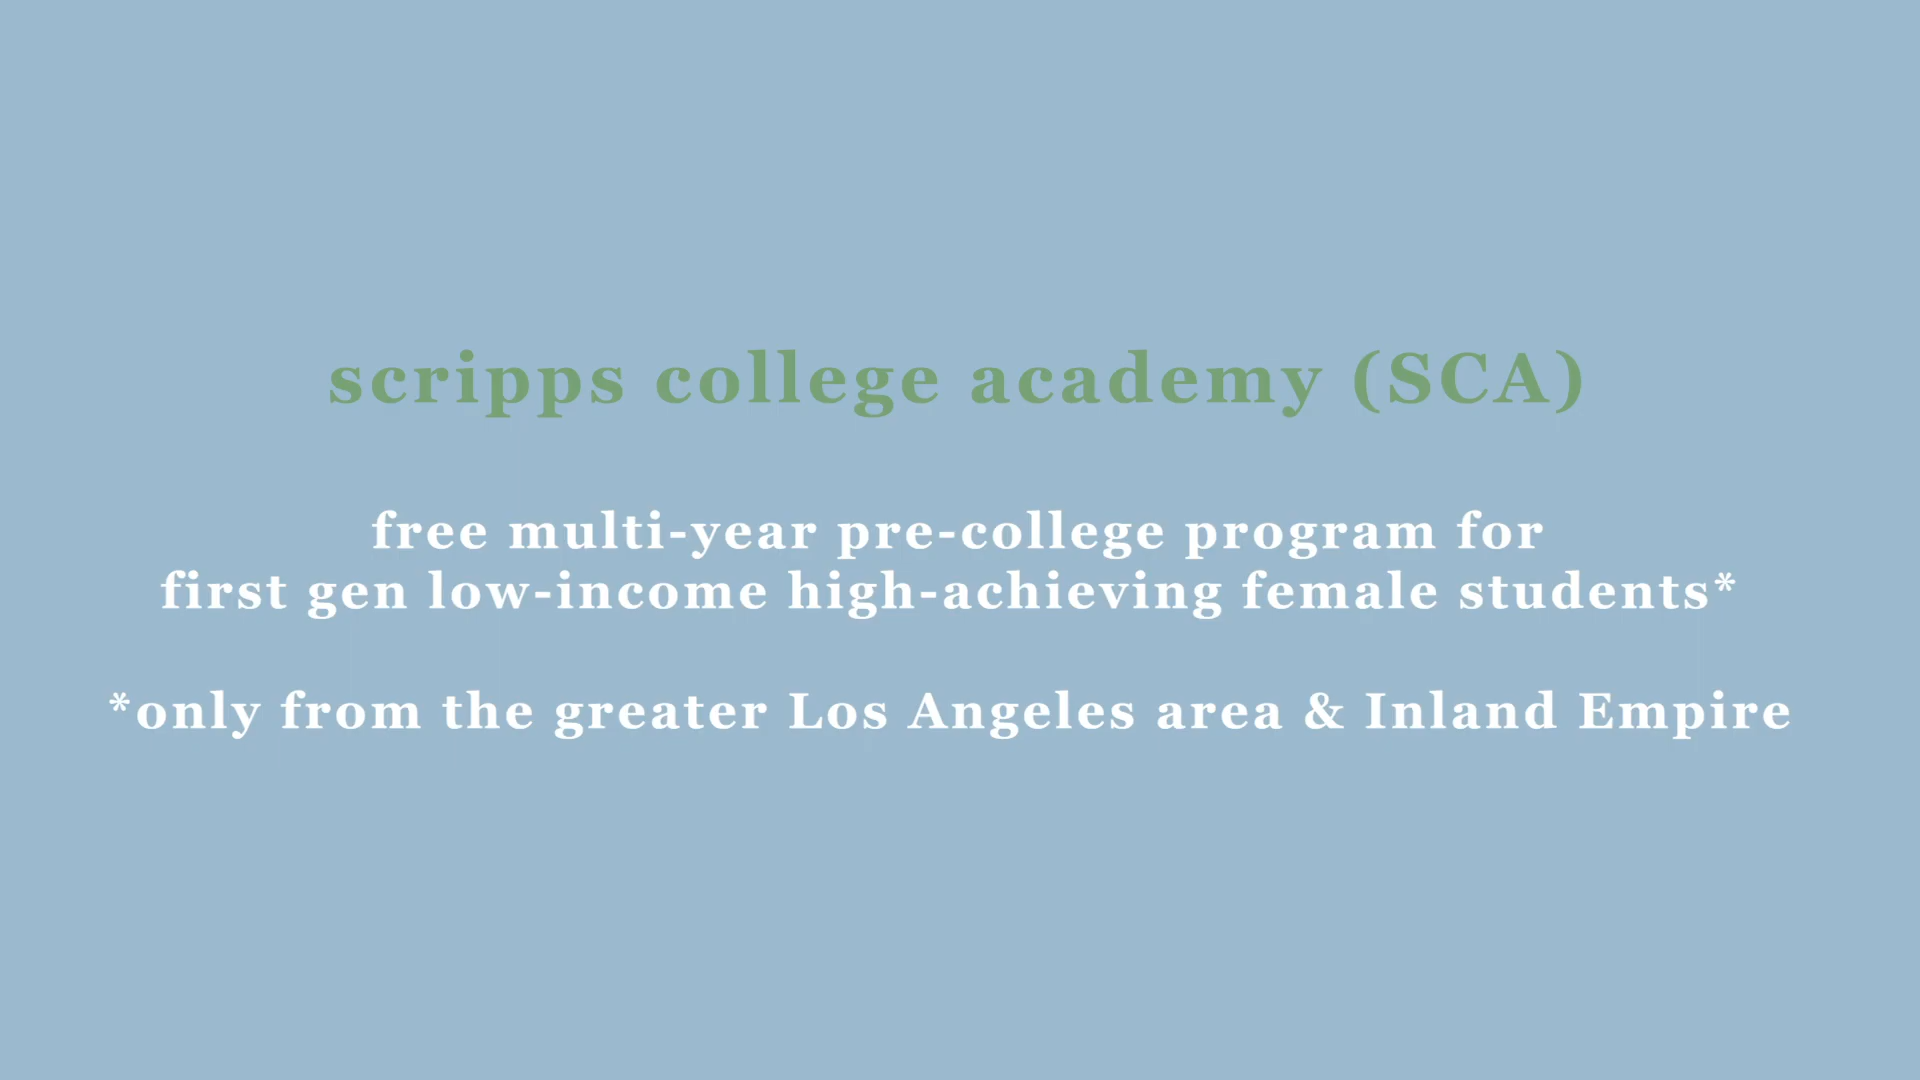 scripps college academy (SCA)
free multi-year pre-college program for
first gen low-income high-achieving female students*
*only from the greater Los Angeles area & Inland Empire